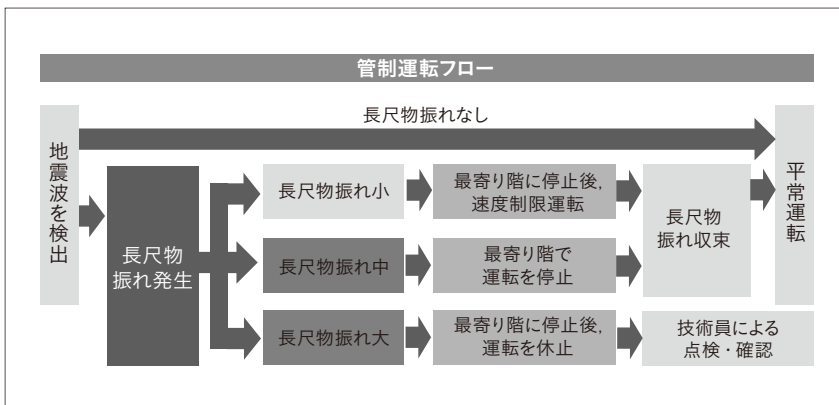 管制運転フロー
長尺物振れなし
地震波を検出
長尺物
振れ発生
長尺物振れ小
最寄り階に停止後,
速度制限運転
長尺物振れ中
最寄り階で
運転を停止
長尺物
振れ収束
平常運転
長尺物振れ大
最寄り階に停止後,
運転を休止
技術員による
点検・確認